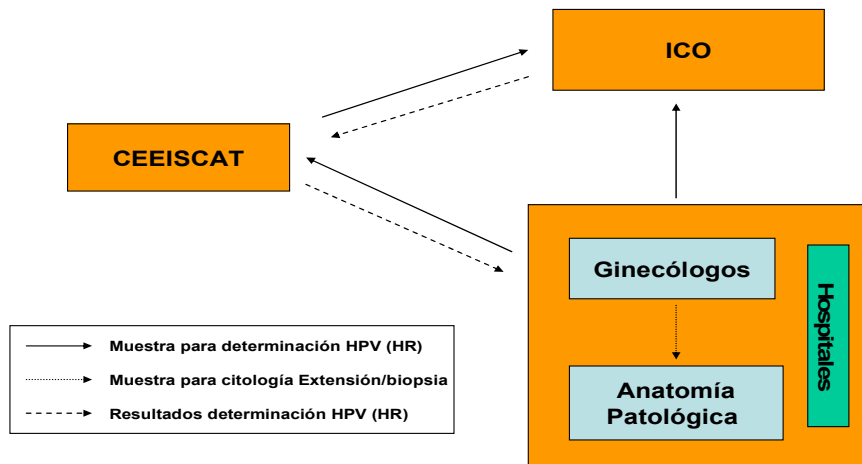 ICO
CEEISCAT
Ginecólogos
Hospitales
Anatomía
Patológica
Muestra para determinación HPV (HR)
Muestra para citología Extensión/biopsia
Resultados determinación HPV (HR)